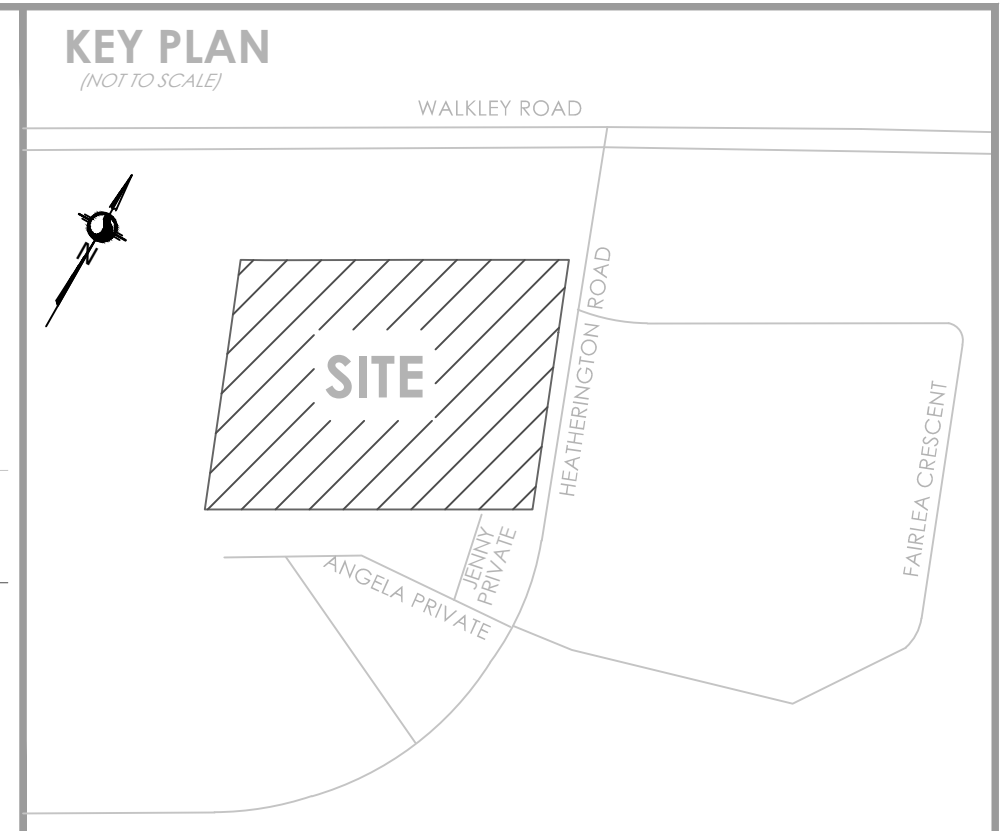 KEY PLAN
(NOT TO SCALE)
WALKLEY ROAD
N
HEATHERINGTON ROAD
SITE
FAIRLEA CRESCENT
JENNY
PRIVATE
ANGELA PRIVATE